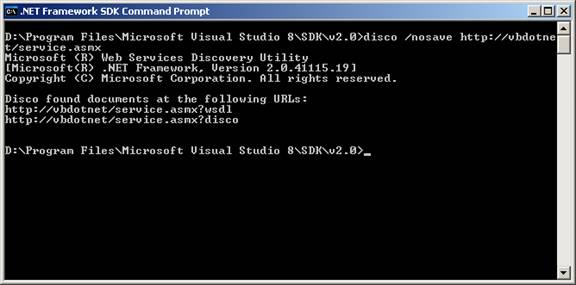 .NET Framework SDK Command Prompt
D:\Program Files\Microsoft Visual Studio 8\SDK\v2.0>disco /nosave http://vbdotne
t/service.asmx
Microsoft (R) Web Services Discovery Utility
[Microsoft(R) .NET Framework, Version 2.0.41115.19]
Copyright (C) Microsoft Corporation. All rights reserved.
Disco found documents at the following URLs:
http://vbdotnet/service.asmx?wsdl
http://vbdotnet/service.asmx?disco
D:\Program Files\Microsoft Visual Studio 8\SDK\v2.0>_